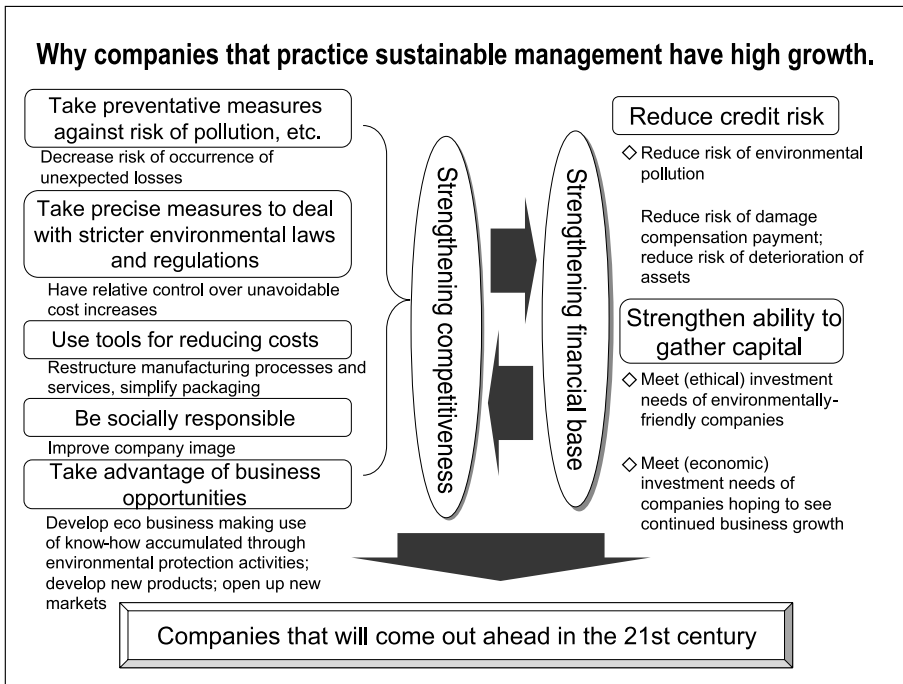 Why companies that practice sustainable management have high growth.
Take preventative measures
against risk of pollution, etc.
Decrease risk of occurrence of
unexpected losses
Take precise measures to deal
with stricter environmental laws
and regulations
Have relative control over unavoidable
cost increases
Use tools for reducing costs
Restructure manufacturing processes and
services, simplify packaging
Be socially responsible
Improve company image
Take advantage of business
opportunities
Develop eco business making use
of know-how accumulated through
environmental protection activities;
develop new products; open up new
markets
Strengthening competitiveness
Strengthening financial base
Reduce credit risk
◇ Reduce risk of environmental
pollution
Reduce risk of damage
compensation payment;
reduce risk of deterioration of
assets
Strengthen ability to
gather capital
◇ Meet (ethical) investment
needs of environmentally-
friendly companies
◇ Meet (economic)
investment needs of
companies hoping to see
continued business growth
Companies that will come out ahead in the 21st century